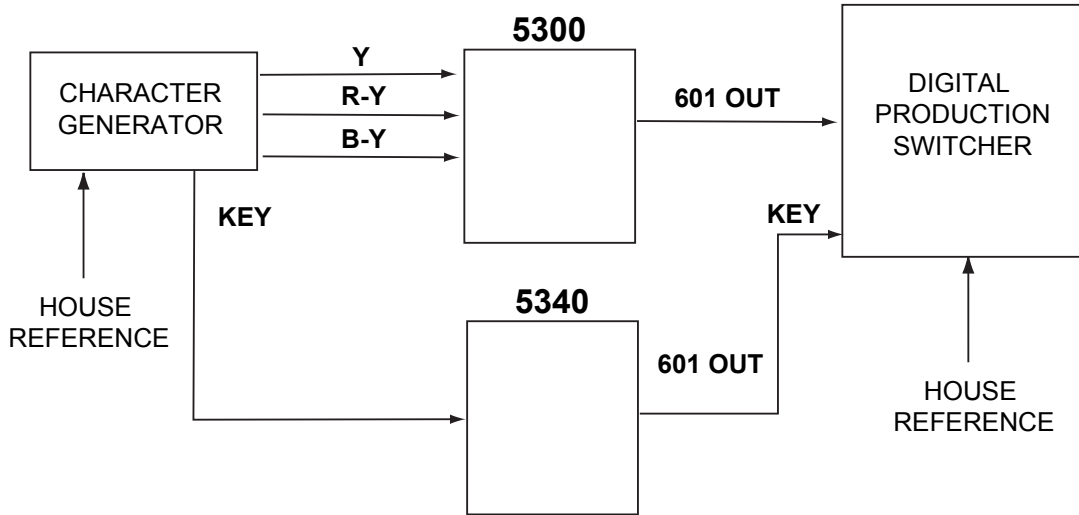 5300
CHARACTER
GENERATOR
Y
R-Y
B-Y
601 OUT
DIGITAL
PRODUCTION
SWITCHER
KEY
KEY
HOUSE
REFERENCE
5340
601 OUT
HOUSE
REFERENCE